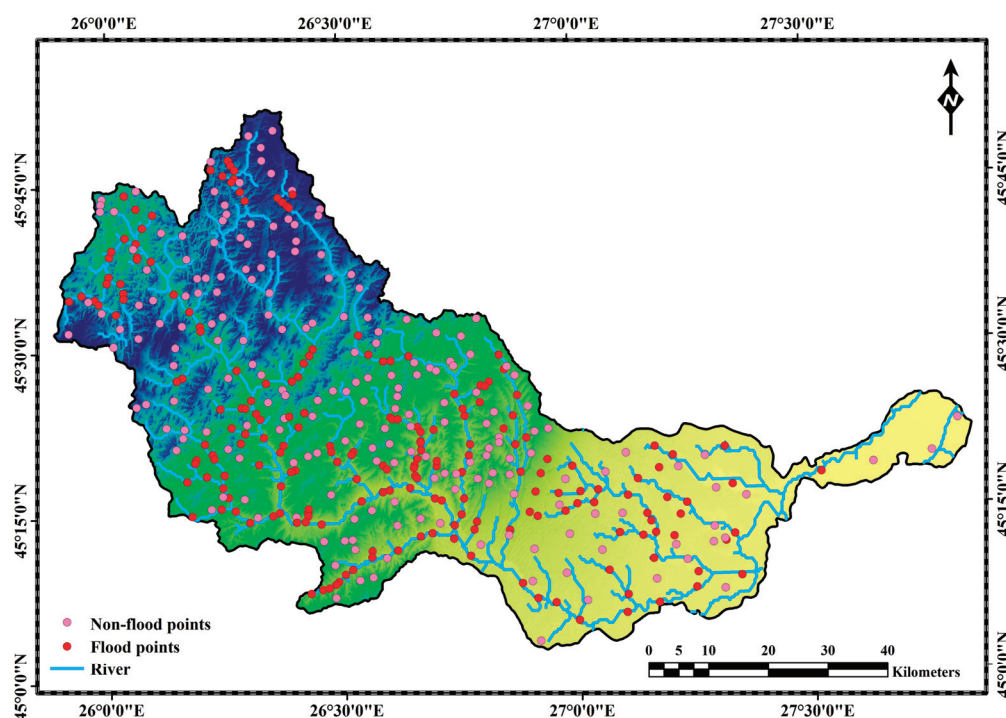 26°0'0"E 26°30'0"E 27°0'0"E 27°30'0"E
N
45°45'0"N 45°45'0"N
45°30'0"N 45°30'0"N
45°15'0"N 45°15'0"N
45°0'0"N 45°0'0"N
Non-flood points
Flood points
River
0 5 10 20 30 40
Kilometers
26°0'0"E 26°30'0"E 27°0'0"E 27°30'0"E